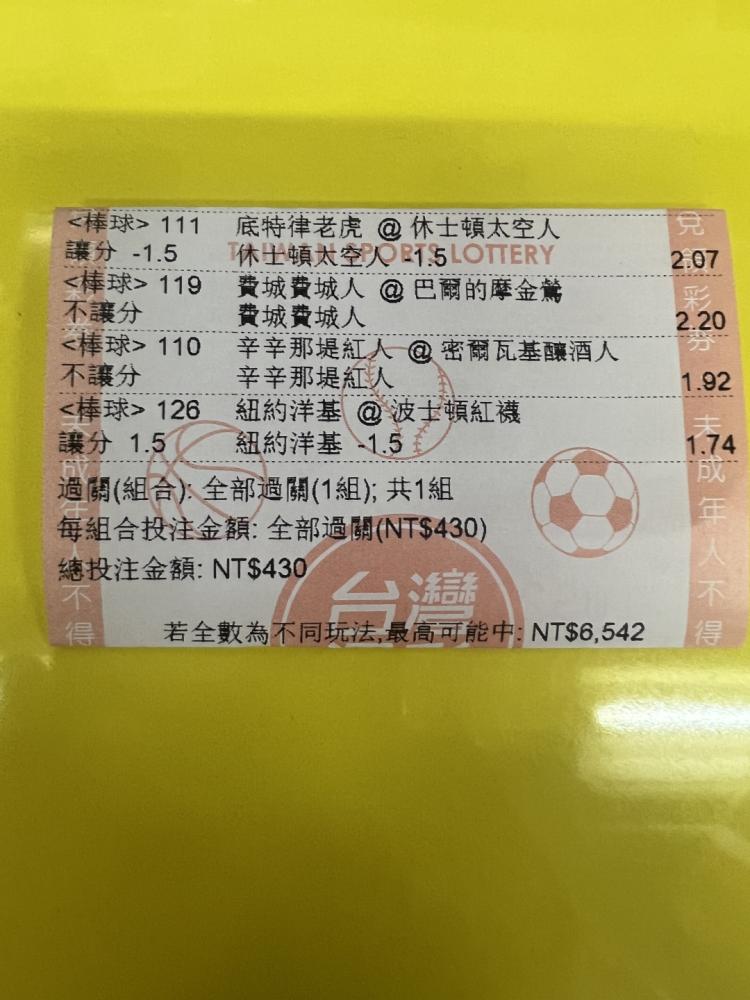 <棒球> 111 底特律老虎 @ 休士頓太空人
讓分 -1.5 休士頓太空人 -1.5 2.07
TAIWAN SPORTS LOTTERY
<棒球> 119 費城費城人 @ 巴爾的摩金鶯
不讓分 費城費城人 2.20
<棒球> 110 辛辛那堤紅人 @ 密爾瓦基釀酒人
不讓分 辛辛那堤紅人 1.92
<棒球> 126 紐約洋基 @ 波士頓紅襪
讓分 1.5 紐約洋基 -1.5 1.74
過關(組合): 全部過關(1組); 共1組
每組合投注金額: 全部過關(NT$430)
總投注金額: NT$430
台灣
若全數為不同玩法,最高可能中: NT$6,542
未成年人不得
兌領彩券
未成年人不得